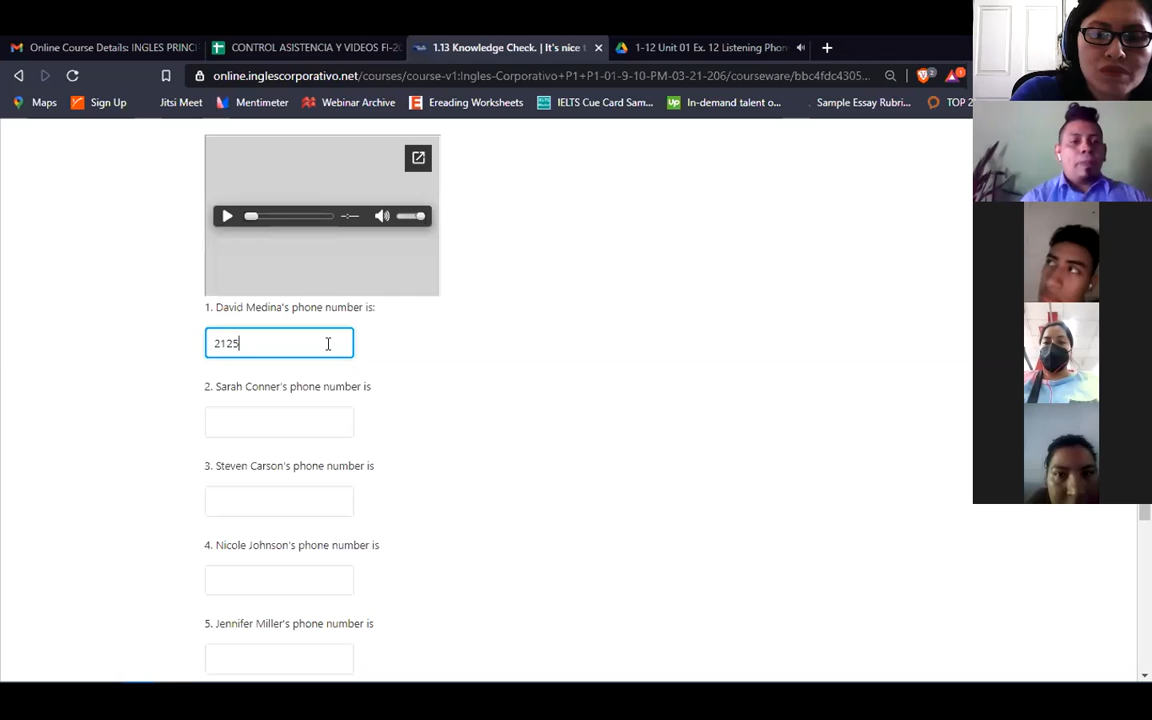 Online Course Details: INGLES PRINCI
CONTROL ASISTENCIA Y VIDEOS FI-20
1.13 Knowledge Check. | It's nice t
1-12 Unit 01 Ex. 12 Listening Phon
online.inglescorporativo.net/courses/course-v1:Ingles-Corporativo+P1+P1-01-9-10-PM-03-21-206/courseware/bbc4fdc4305...
2
1
Maps
Sign Up
Jitsi Meet
Mentimeter
Webinar Archive
Ereading Worksheets
IELTS Cue Card Sam...
Up
In-demand talent o...
Sample Essay Rubri...
TOP 2
1. David Medina's phone number is:
2125
2. Sarah Conner's phone number is
3. Steven Carson's phone number is
4. Nicole Johnson's phone number is
5. Jennifer Miller's phone number is